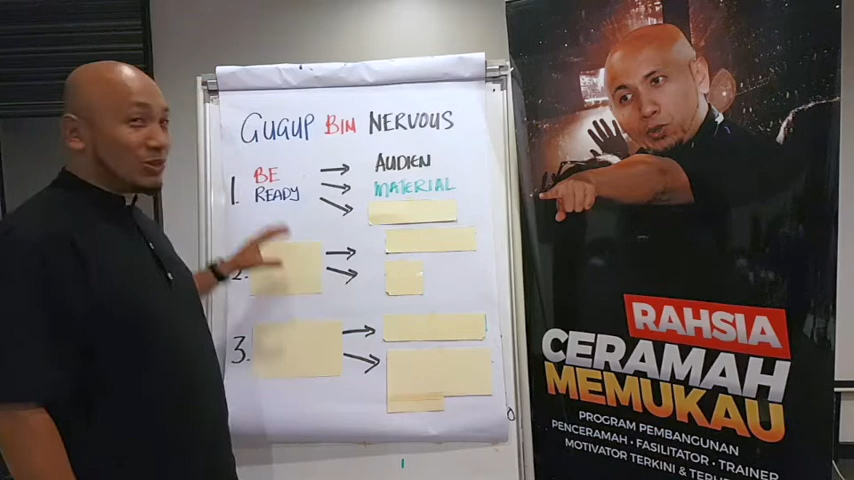 GUGUP BIN NERVOUS
1. BE READY
AUDIEN
MATERIAL
2.
3.
RAHSIA
CERAMAH
MEMUKAU
PROGRAM PEMBANGUNAN
PENCERAMAH • FASILITATOR •
MOTIVATOR TERKINI &
TRAINER